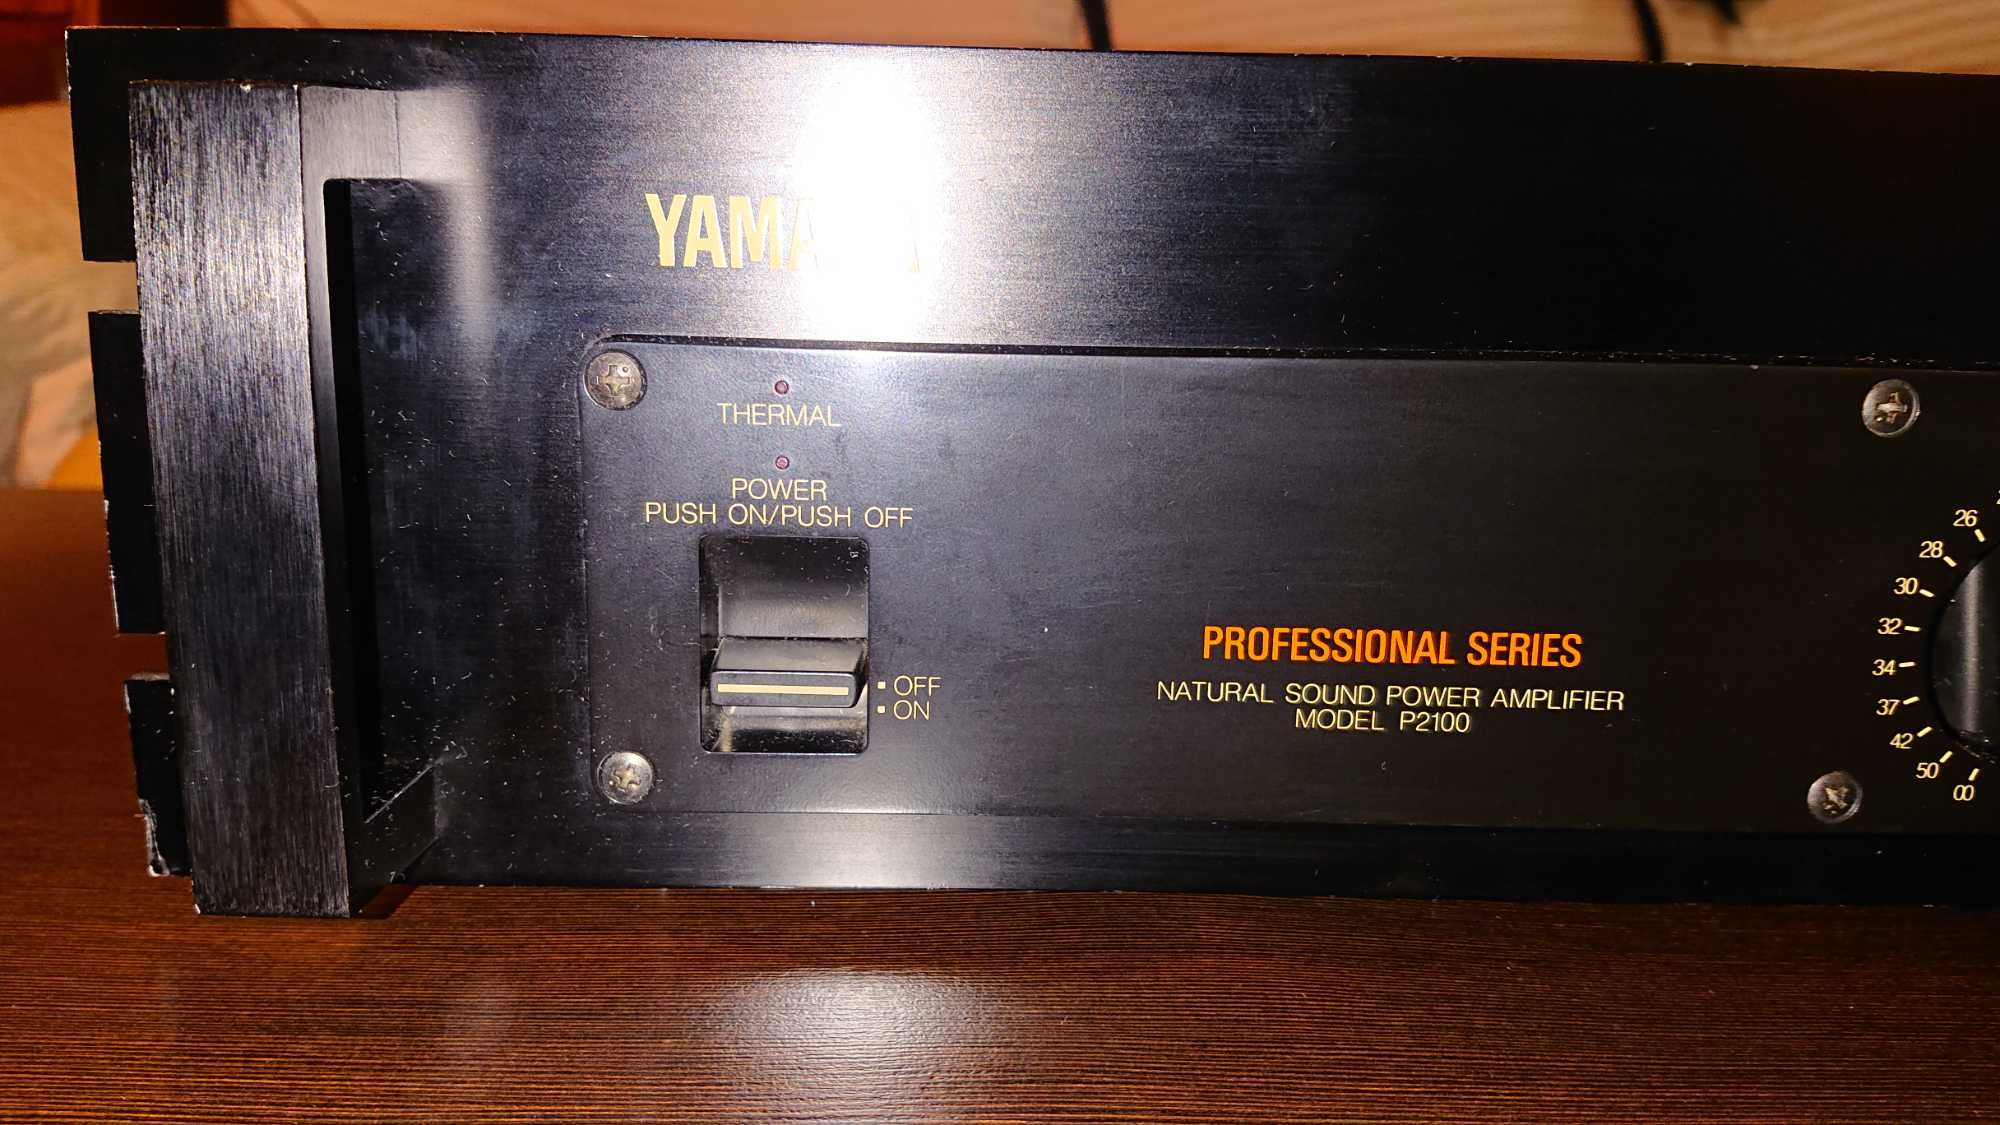 YAMAHA
THERMAL
POWER
PUSH ON/PUSH OFF
OFF
ON
PROFESSIONAL SERIES
NATURAL SOUND POWER AMPLIFIER
MODEL P2100
26
28
30
32
34
37
42
50